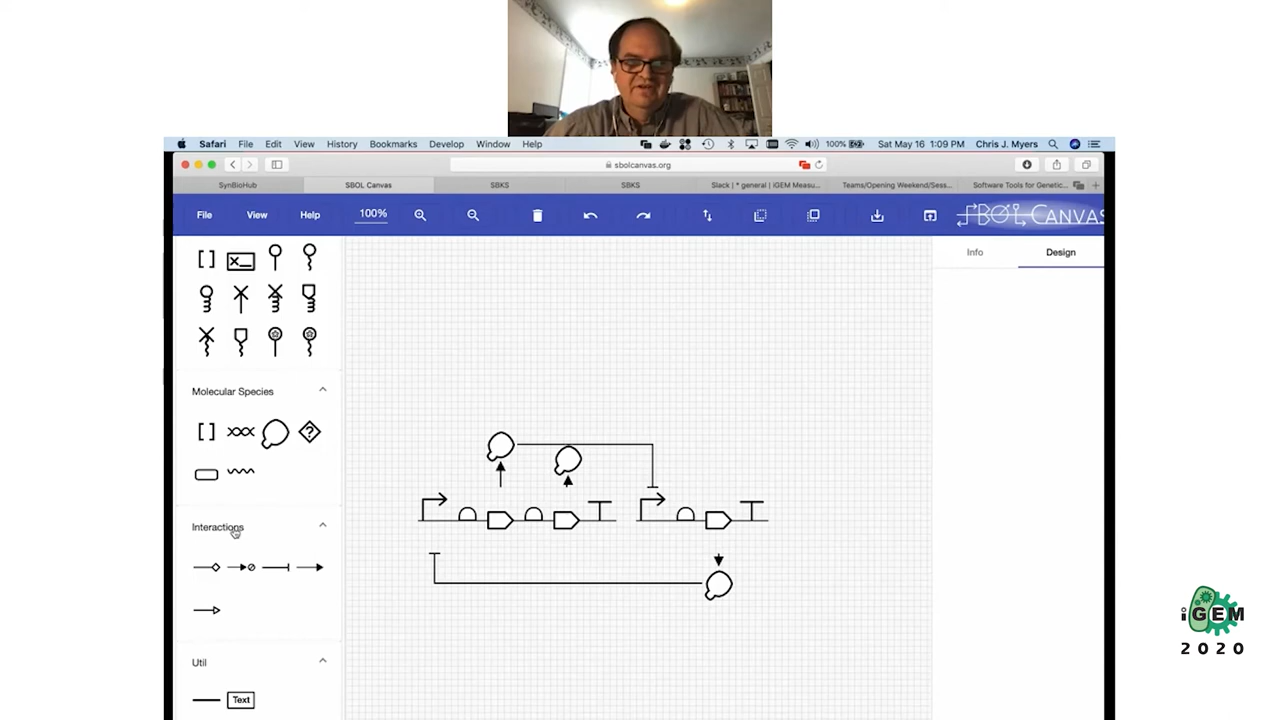 Safari File Edit View History Bookmarks Develop Window Help 100% Sat May 16 1:09 PM Chris J. Myers
sbolcanvas.org
SynBioHub SBOL Canvas SBKS SBKS Slack | * general | iGEM Measu... Teams/Opening Weekend/Sess... Software Tools for Genetic...
File View Help 100% SBOL CANVAS
Info Design
Molecular Species
Interactions
Util
Text
iGEM
2020